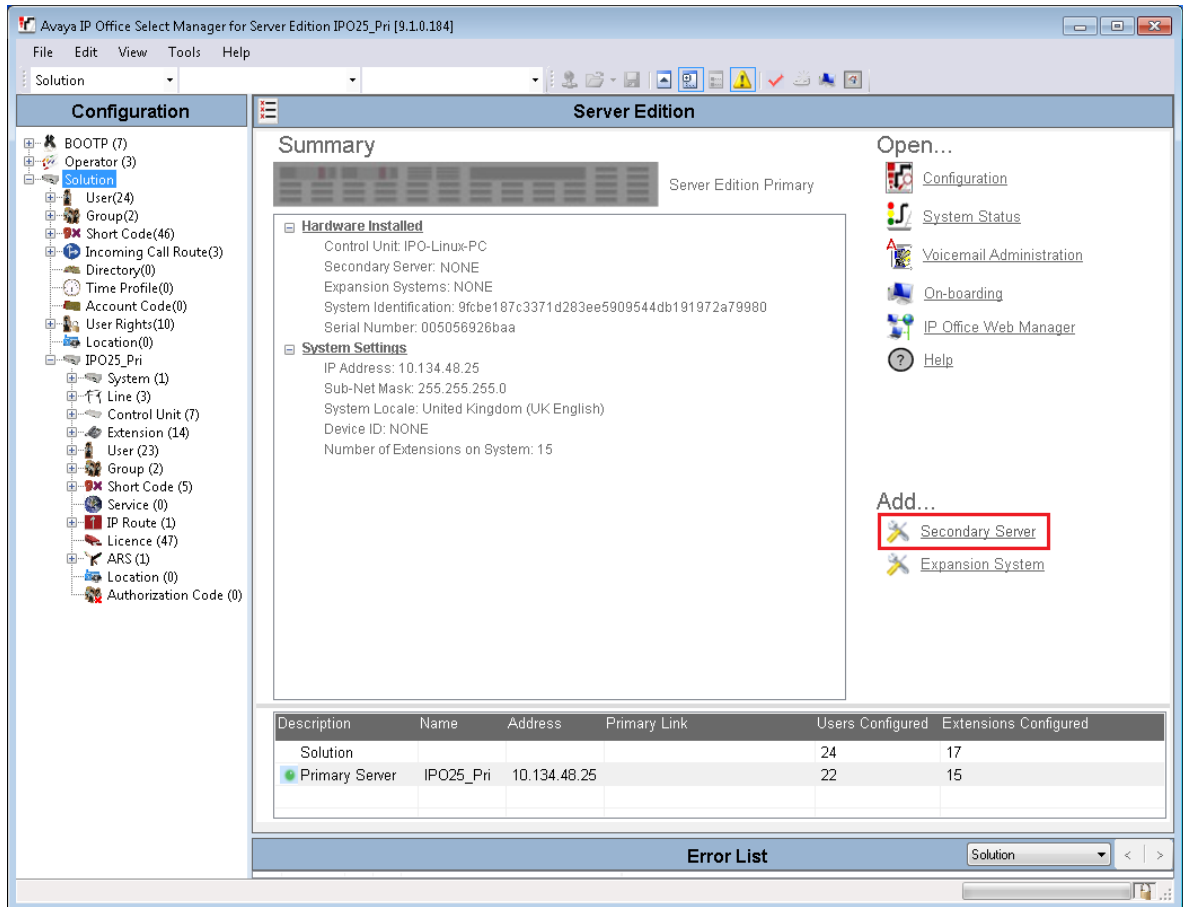 Avaya IP Office Select Manager for Server Edition IPO25_Pri [9.1.0.184]
File Edit View Tools Help
Solution
Configuration
Server Edition
BOOTP (7)
Operator (3)
Solution
User(24)
Group(2)
Short Code(46)
Incoming Call Route(3)
Directory(0)
Time Profile(0)
Account Code(0)
User Rights(10)
Location(0)
IPO25_Pri
System (1)
Line (3)
Control Unit (7)
Extension (14)
User (23)
Group (2)
Short Code (5)
Service (0)
IP Route (1)
Licence (47)
ARS (1)
Location (0)
Authorization Code (0)
Summary
Server Edition Primary
Hardware Installed
Control Unit: IPO-Linux-PC
Secondary Server: NONE
Expansion Systems: NONE
System Identification: 9fcbe187c3371d283ee5909544db191972a79980
Serial Number: 005056926baa
System Settings
IP Address: 10.134.48.25
Sub-Net Mask: 255.255.255.0
System Locale: United Kingdom (UK English)
Device ID: NONE
Number of Extensions on System: 15
Open...
Configuration
System Status
Voicemail Administration
On-boarding
IP Office Web Manager
Help
Add...
Secondary Server
Expansion System
Description Name Address Primary Link Users Configured Extensions Configured
Solution 24 17
Primary Server IPO25_Pri 10.134.48.25 22 15
Error List
Solution